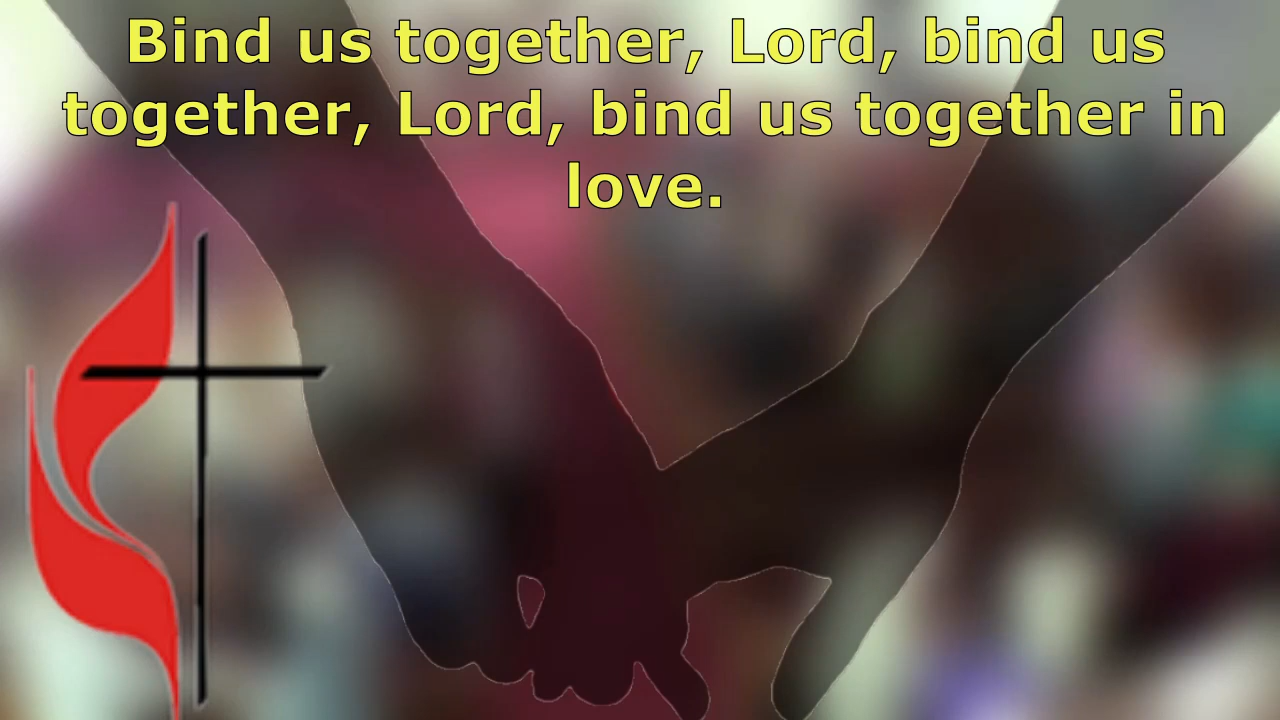 Bind us together, Lord, bind us
together, Lord, bind us together in
love.